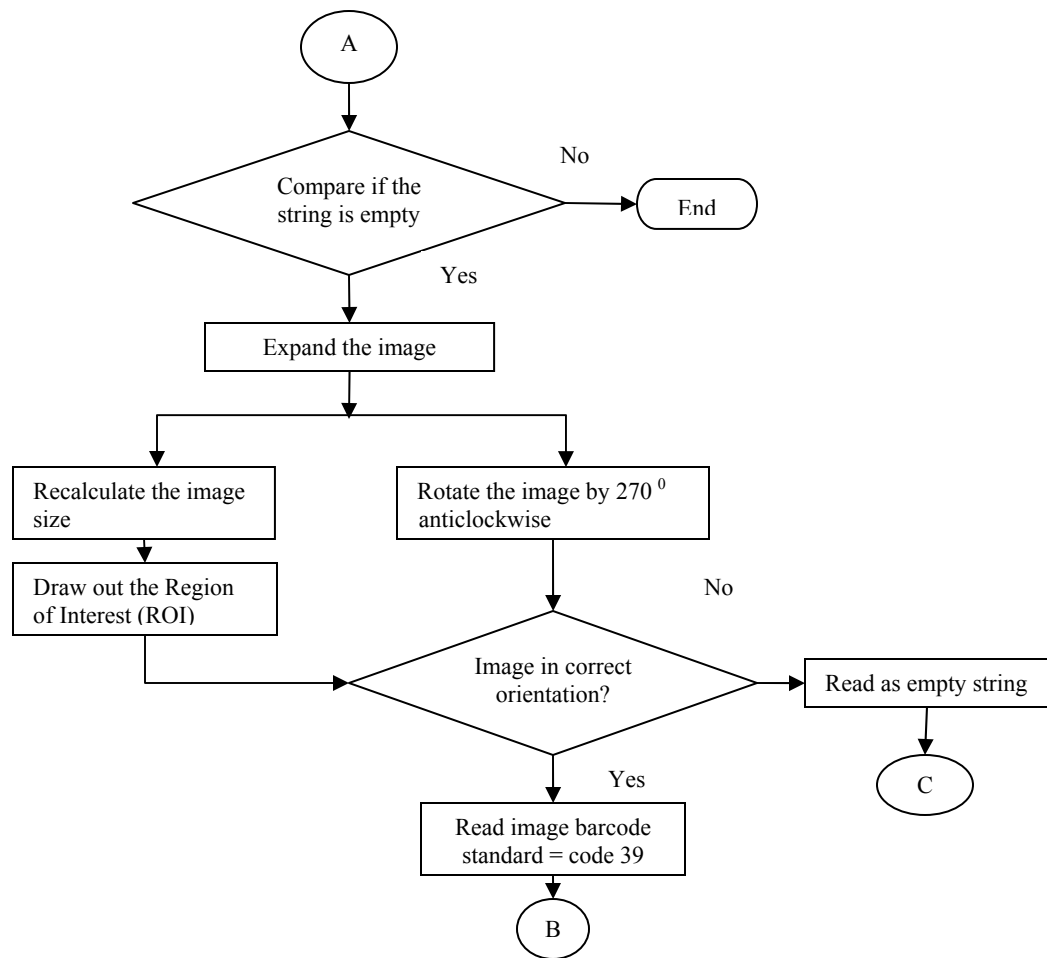 A
No
Compare if the
string is empty
End
Yes
Expand the image
Recalculate the image
size
Rotate the image by 270 ⁰
anticlockwise
Draw out the Region
of Interest (ROI)
No
Image in correct
orientation?
Read as empty string
Yes
C
Read image barcode
standard = code 39
B